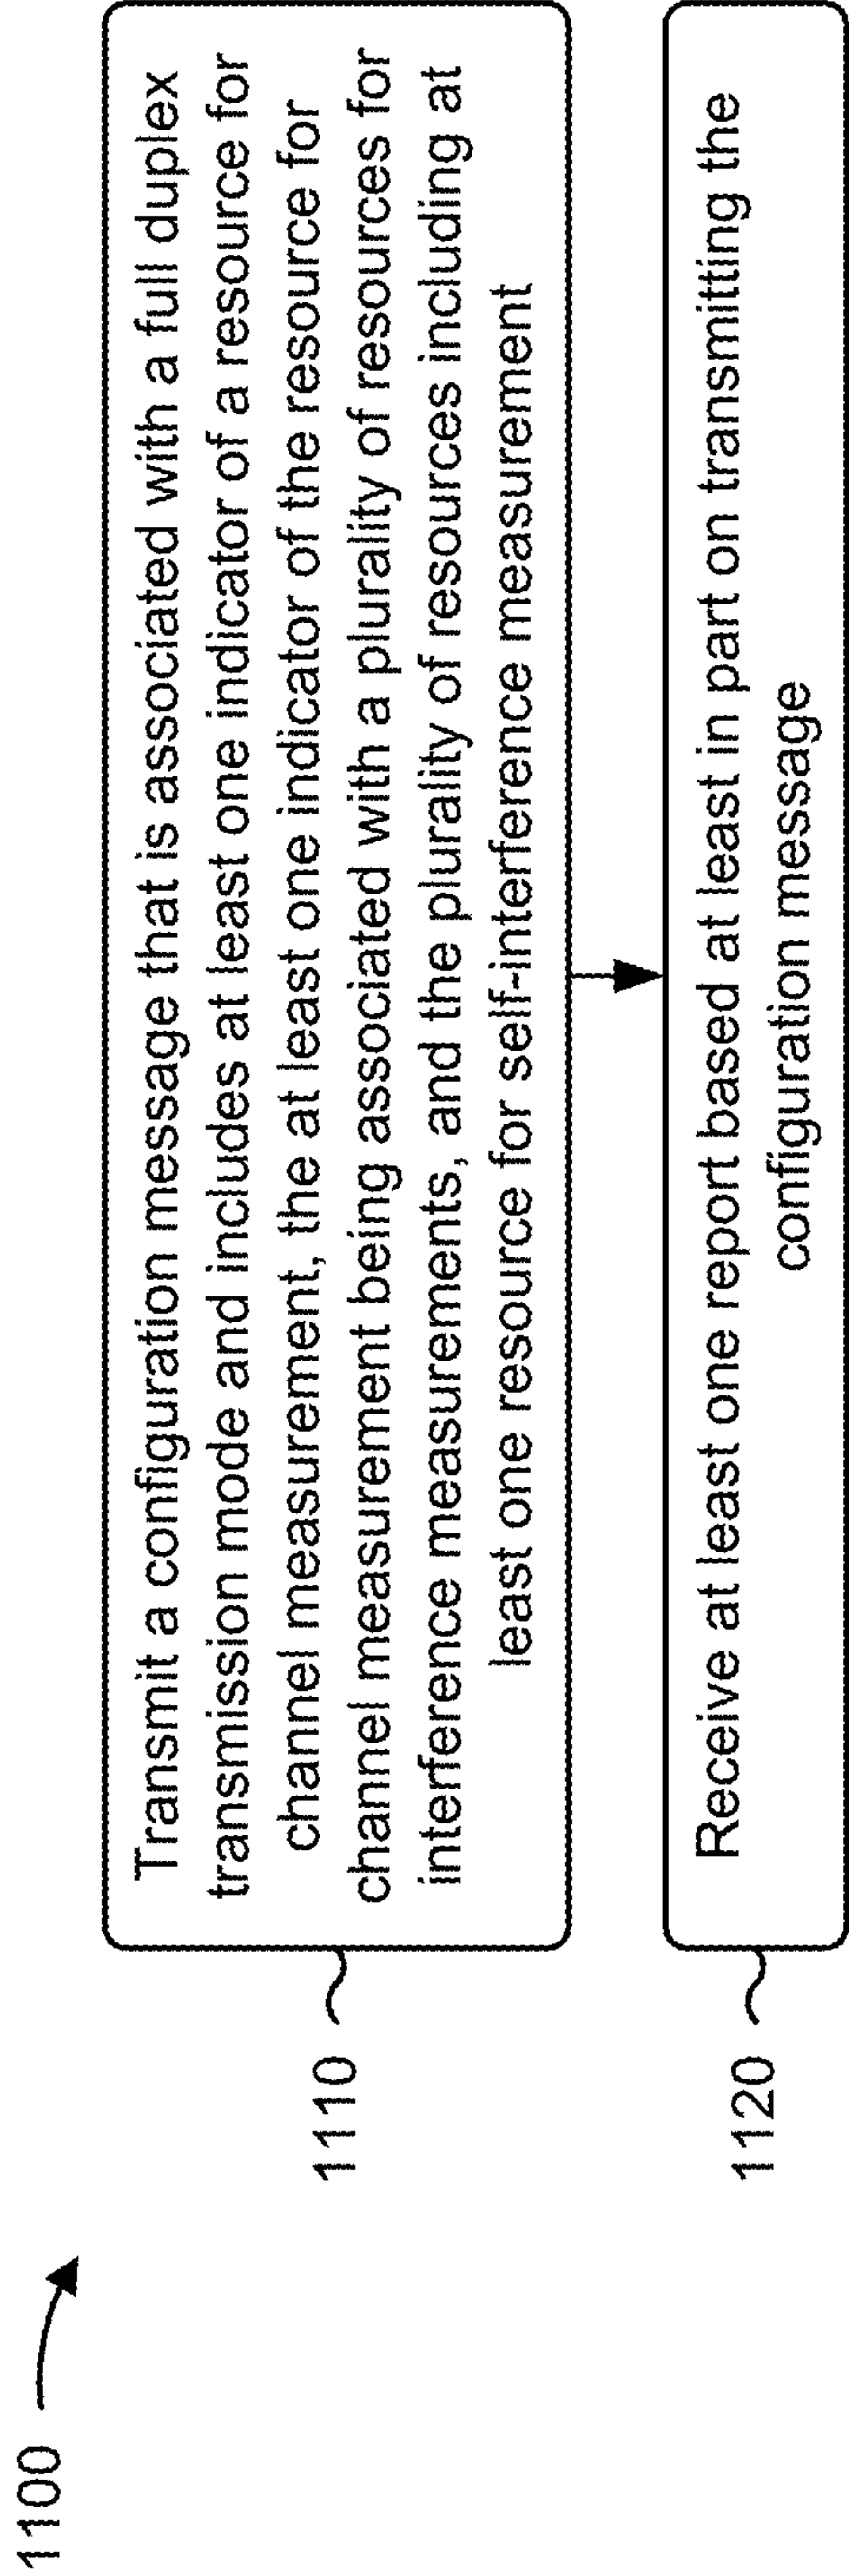 1100
1110
Transmit a configuration message that is associated with a full duplex
transmission mode and includes at least one indicator of a resource for
channel measurement, the at least one indicator of the resource for
channel measurement being associated with a plurality of resources for
interference measurements, and the plurality of resources including at
least one resource for self-interference measurement
1120
Receive at least one report based at least in part on transmitting the
configuration message